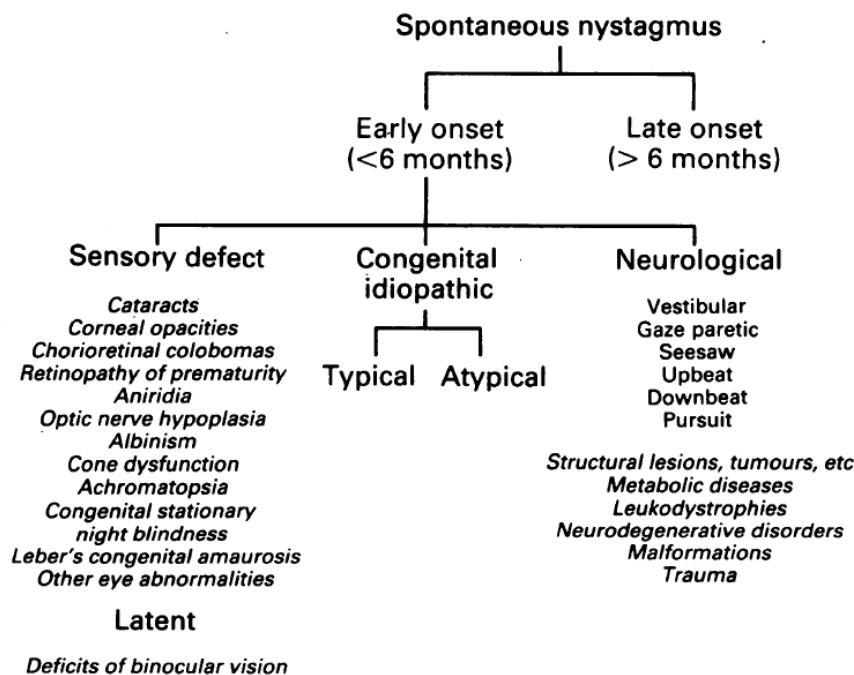 Spontaneous nystagmus
Early onset
(<6 months)
Late onset
(> 6 months)
Sensory defect
Cataracts
Corneal opacities
Chorioretinal colobomas
Retinopathy of prematurity
Aniridia
Optic nerve hypoplasia
Albinism
Cone dysfunction
Achromatopsia
Congenital stationary
night blindness
Leber's congenital amaurosis
Other eye abnormalities
Latent
Deficits of binocular vision
Congenital
idiopathic
Typical
Atypical
Neurological
Vestibular
Gaze paretic
Seesaw
Upbeat
Downbeat
Pursuit
Structural lesions, tumours, etc
Metabolic diseases
Leukodystrophies
Neurodegenerative disorders
Malformations
Trauma